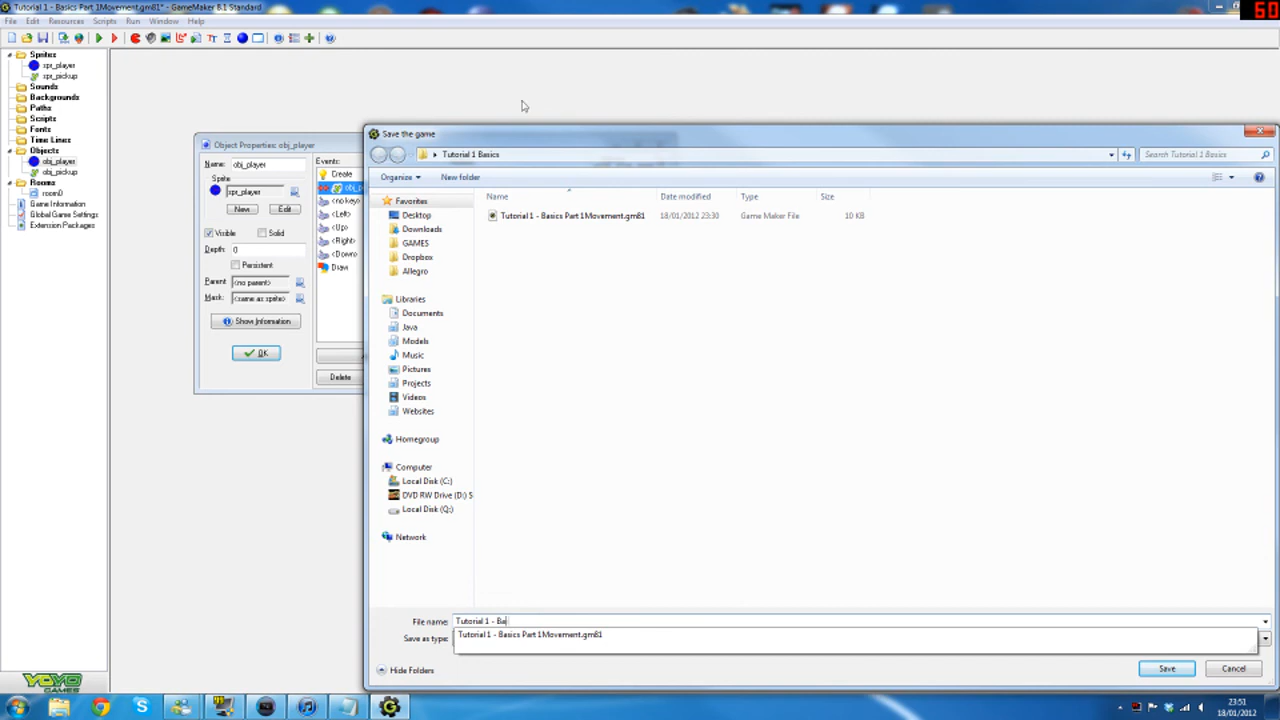 Tutorial 1 - Basics Part 1Movement.gm81* - GameMaker 8.1 Standard
60
File Edit Resources Scripts Run Window Help
Sprites
spr_player
spr_pickup
Sounds
Backgrounds
Paths
Scripts
Fonts
Time Lines
Objects
obj_player
obj_pickup
Rooms
room0
Game Information
Global Game Settings
Extension Packages
Object Properties: obj_player
Name: obj_player
Sprite
spr_player
New Edit
Visible Solid
Depth: 0
Persistent
Parent: <no parent>
Mask: <same as sprite>
Show Information
OK
Events:
Create
<Left>
<Up>
<Right>
<Down>
Draw
Delete
Save the game
Tutorial 1 Basics
Search Tutorial 1 Basics
Organize New folder
Name Date modified Type Size
Tutorial 1 - Basics Part 1Movement.gm81 18/01/2012 23:30 Game Maker File 10 KB
Favorites
Desktop
Downloads
GAMES
Dropbox
Allegro
Libraries
Documents
Java
Models
Music
Pictures
Projects
Videos
Websites
Homegroup
Computer
Local Disk (C:)
DVD RW Drive (D:) S
Local Disk (Q:)
Network
File name: Tutorial 1 - Ba
Tutorial 1 - Basics Part 1Movement.gm81
Save as type:
Hide Folders
Save Cancel
YOYO
GAMES
23:51
18/01/2012